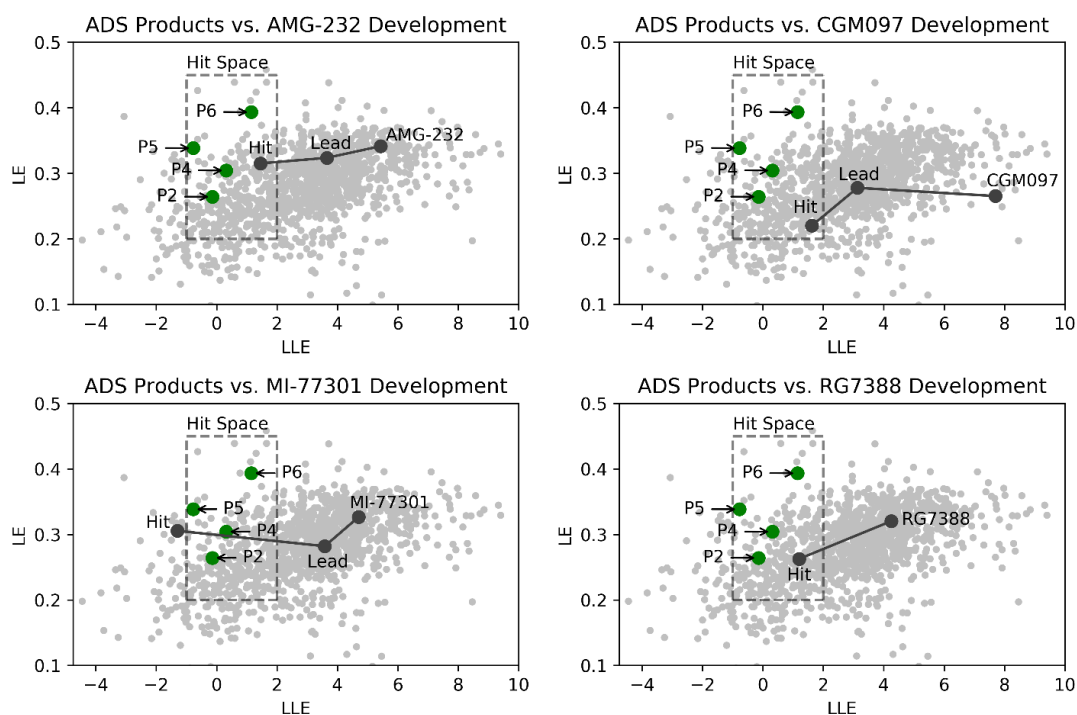 ADS Products vs. AMG-232 Development
0.5
0.4
0.3
0.2
0.1
LE
Hit Space
P6
P5
P4
P2
Hit
Lead
AMG-232
−4
−2
0
2
4
6
8
10
LLE
ADS Products vs. CGM097 Development
0.5
0.4
0.3
0.2
0.1
LE
Hit Space
P6
P5
P4
P2
Hit
Lead
CGM097
−4
−2
0
2
4
6
8
10
LLE
ADS Products vs. MI-77301 Development
0.5
0.4
0.3
0.2
0.1
LE
Hit Space
P6
P5
P4
P2
Hit
Lead
MI-77301
−4
−2
0
2
4
6
8
10
LLE
ADS Products vs. RG7388 Development
0.5
0.4
0.3
0.2
0.1
LE
Hit Space
P6
P5
P4
P2
Hit
RG7388
−4
−2
0
2
4
6
8
10
LLE